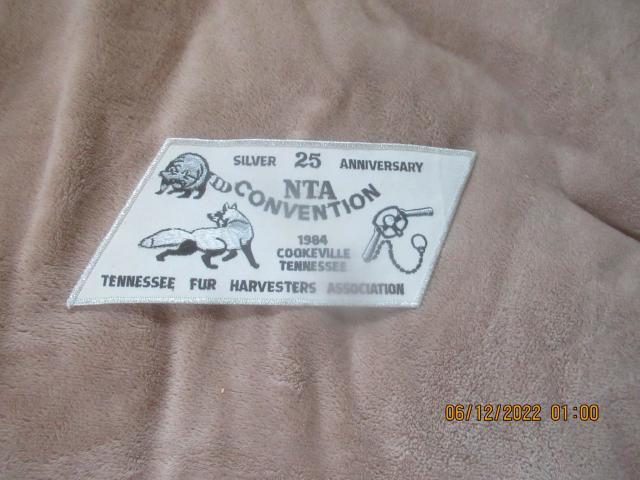 SILVER 25 ANNIVERSARY
NTA
CONVENTION
1984
COOKEVILLE
TENNESSEE
TENNESSEE FUR HARVESTERS ASSOCIATION
06/12/2022 01:00